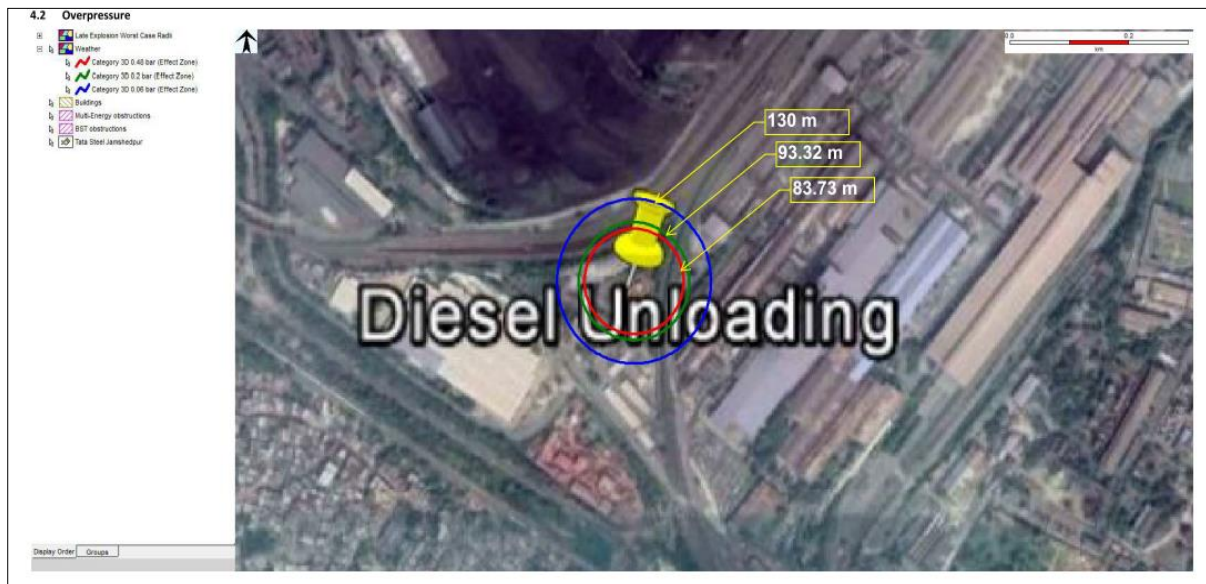 4.2 Overpressure
Late Explosion Worst Case Radii
Weather
Category 3D 0.48 bar (Effect Zone)
Category 3D 0.2 bar (Effect Zone)
Category 3D 0.06 bar (Effect Zone)
Buildings
Multi-Energy obstructions
BST obstructions
Tata Steel Jamshedpur
0.0 0.2
km
130 m
93.32 m
83.73 m
Diesel Unloading
Display Order Groups